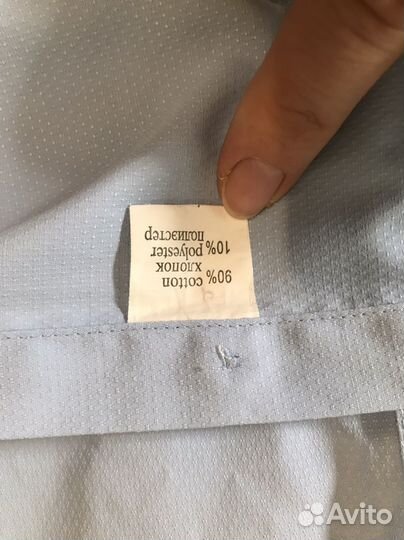 90% cotton
хлопок
10% polyester
полиэстер
Avito